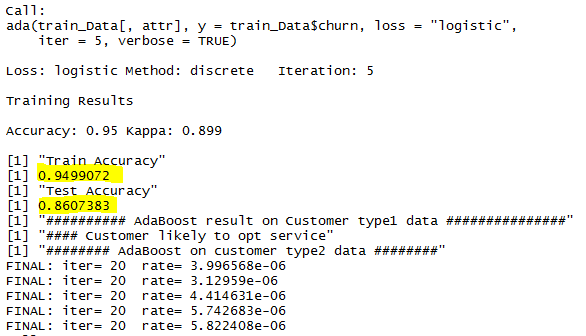 Call:
ada(train_Data[, attr], y = train_Data$churn, loss = "logistic",
    iter = 5, verbose = TRUE)
Loss: logistic Method: discrete   Iteration: 5
Training Results
Accuracy: 0.95 Kappa: 0.899
[1] "Train Accuracy"
[1] 0.9499072
[1] "Test Accuracy"
[1] 0.8607383
[1] "########## AdaBoost result on Customer type1 data ###############"
[1] "#### Customer likely to opt service"
[1] "######## AdaBoost on customer type2 data ########"
FINAL: iter= 20  rate= 3.996568e-06
FINAL: iter= 20  rate= 3.12959e-06
FINAL: iter= 20  rate= 4.414631e-06
FINAL: iter= 20  rate= 5.742683e-06
FINAL: iter= 20  rate= 5.822408e-06